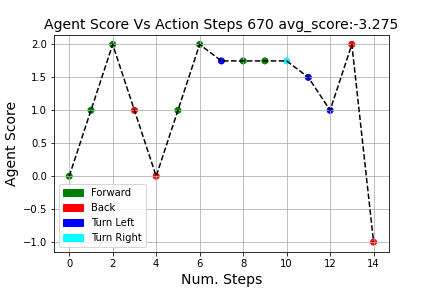 Agent Score Vs Action Steps 670 avg_score:-3.275
Agent Score
2.0
1.5
1.0
0.5
0.0
−0.5
−1.0
Forward
Back
Turn Left
Turn Right
0 2 4 6 8 10 12 14
Num. Steps